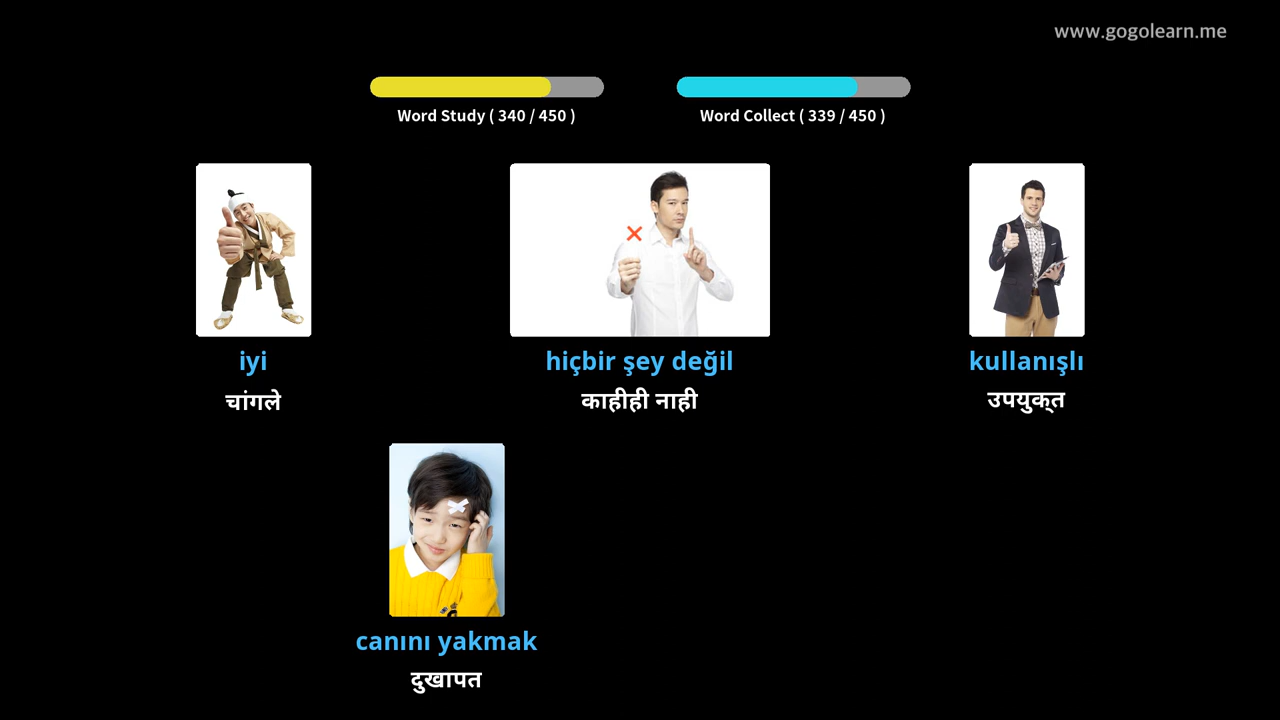 www.gogolearn.me
Word Study ( 340 / 450 )
Word Collect ( 339 / 450 )
iyi
hiçbir şey değil
kullanışlı
चांगले
काहीही नाही
उपयुक्त
canını yakmak
दुखापत